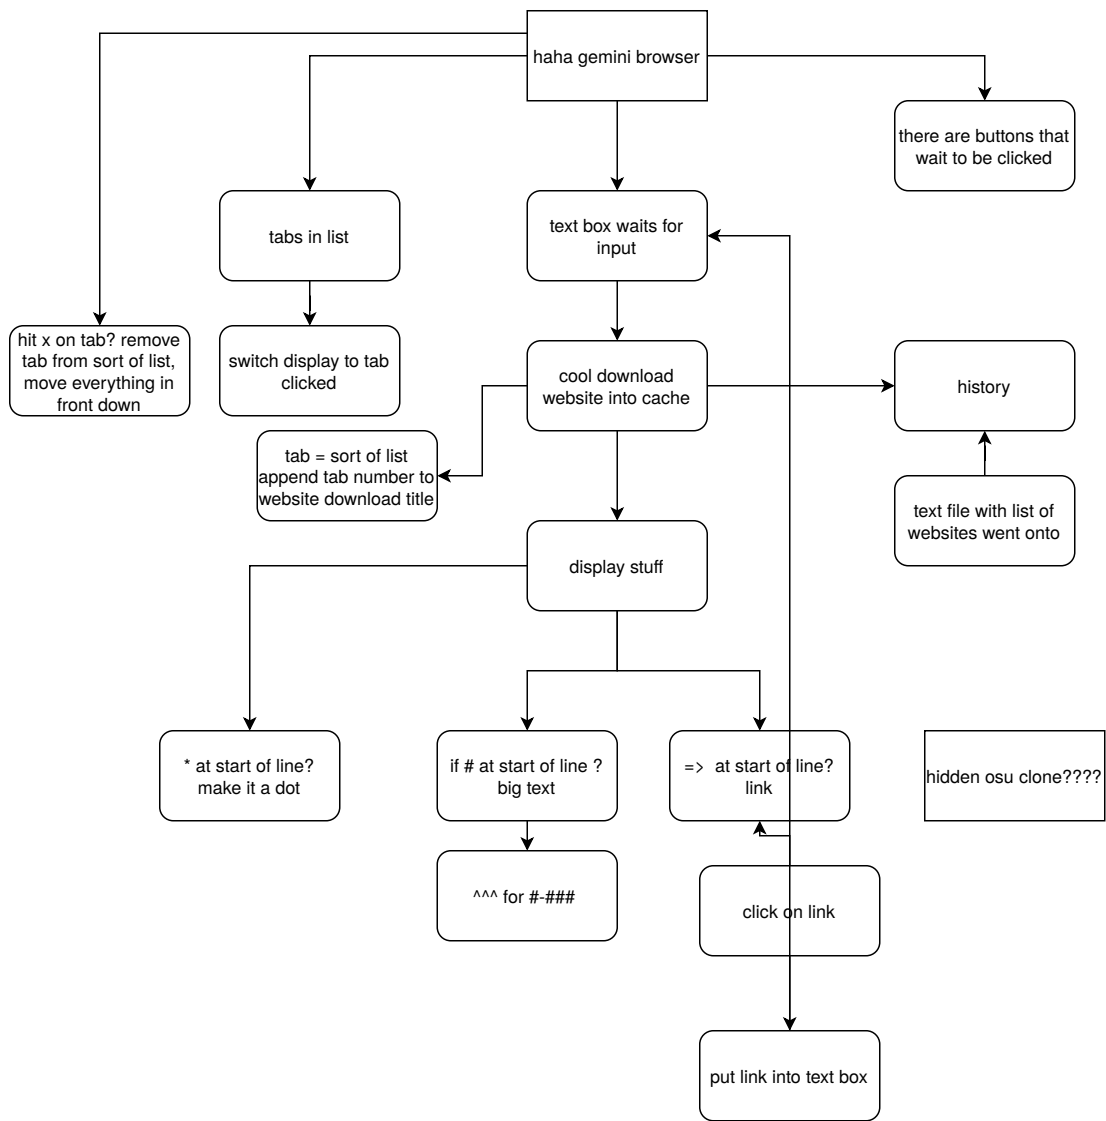 haha gemini browser
there are buttons that
wait to be clicked
tabs in list
text box waits for
input
hit x on tab? remove
tab from sort of list,
move everything in
front down
switch display to tab
clicked
cool download
website into cache
history
tab = sort of list
append tab number to
website download title
text file with list of
websites went onto
display stuff
* at start of line?
make it a dot
if # at start of line ?
big text
=>  at start of line?
link
hidden osu clone????
^^^ for #-###
click on link
put link into text box